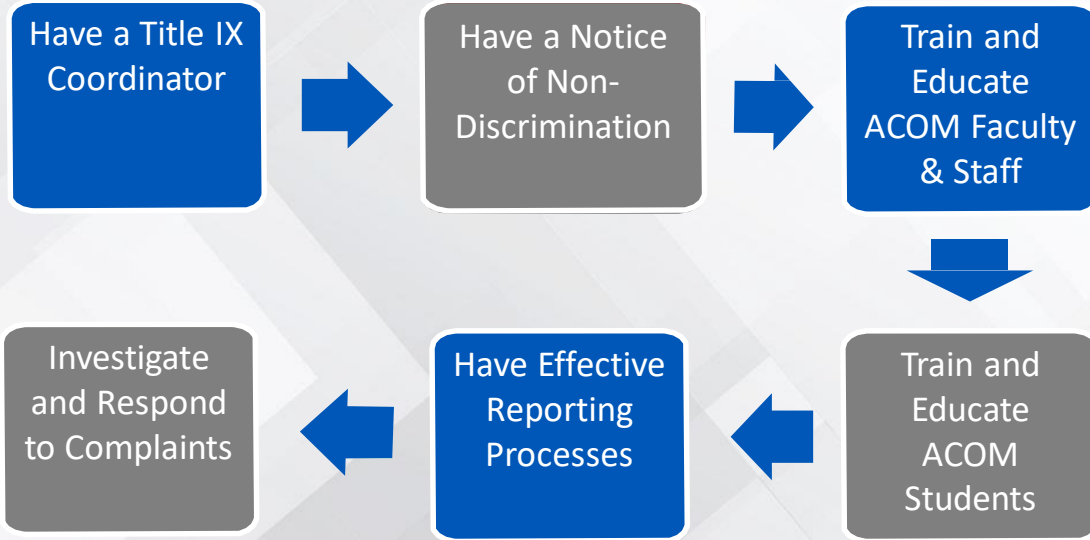 Have a Title IX
Coordinator
Have a Notice
of Non-
Discrimination
Train and
Educate
ACOM Faculty
& Staff
Train and
Educate
ACOM
Students
Have Effective
Reporting
Processes
Investigate
and Respond
to Complaints